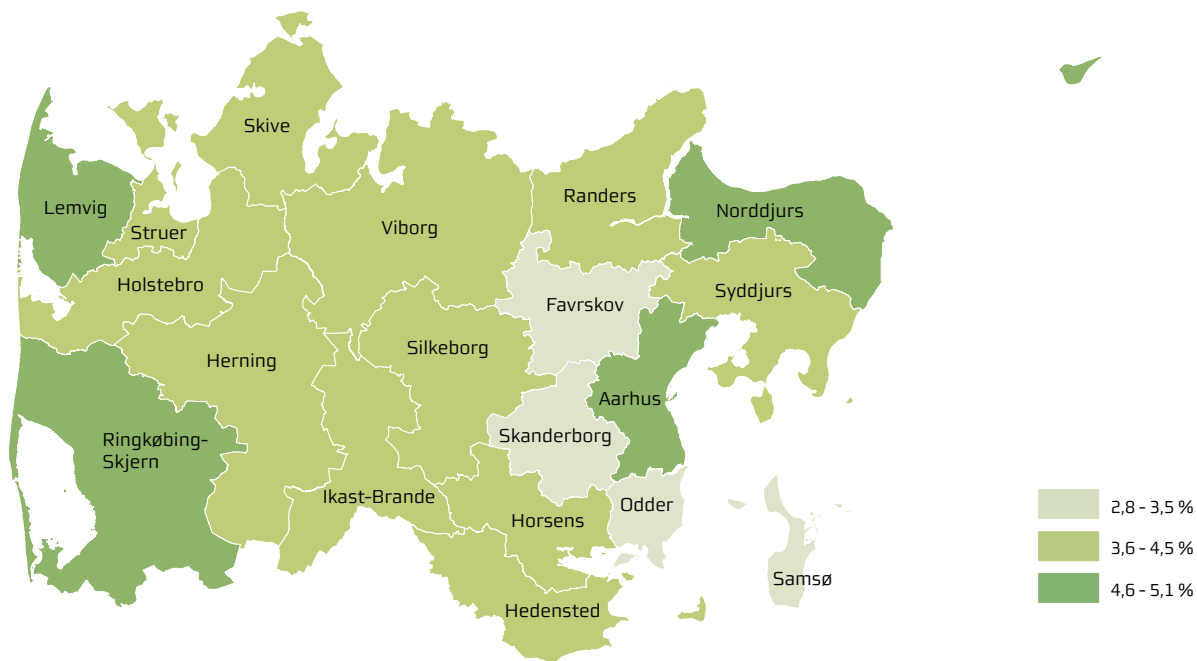 Skive
Lemvig
Randers
Norddjurs
Struer
Viborg
Holstebro
Syddjurs
Favrskov
Silkeborg
Herning
Aarhus
Skanderborg
Ringkøbing-
Skjern
Ikast-Brande
Odder
Horsens
Samsø
Hedensted
2,8 - 3,5 %
3,6 - 4,5 %
4,6 - 5,1 %